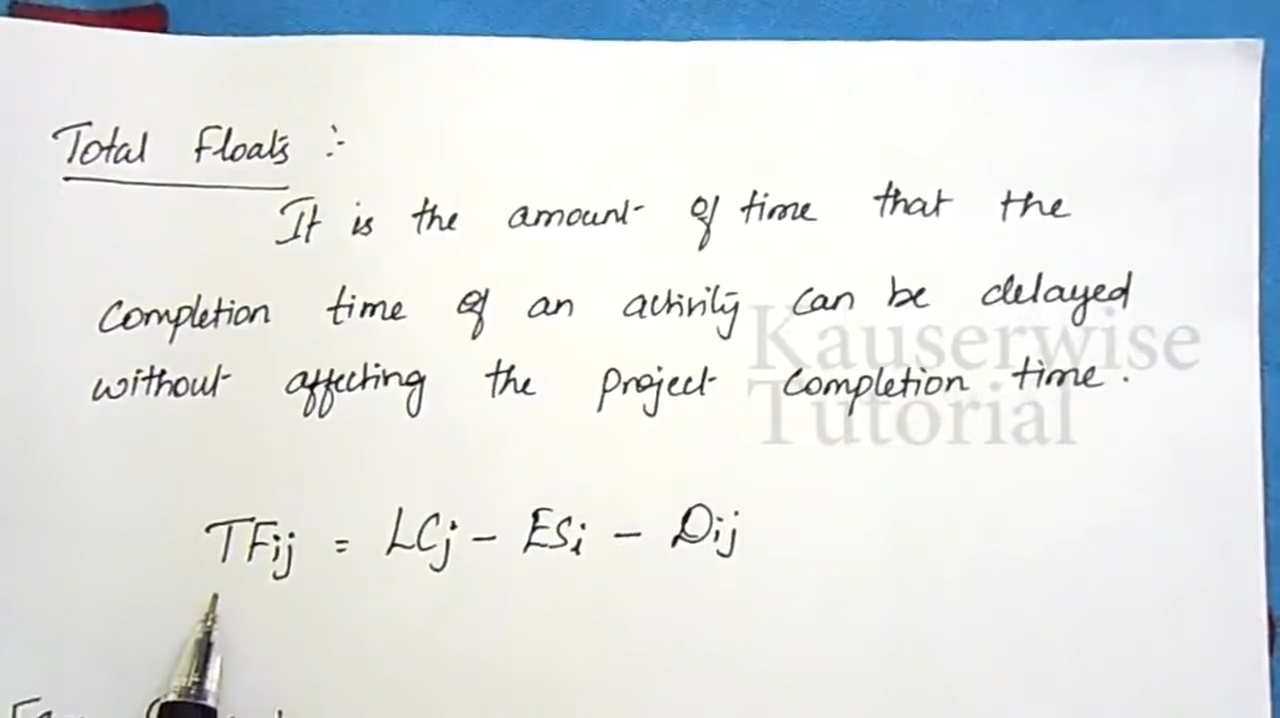 Total Floats :-
It is the amount of time that the
completion time of an activity can be delayed
without affecting the project completion time.
Kauserwise
Tutorial
TFij = LCj - ESi - Dij